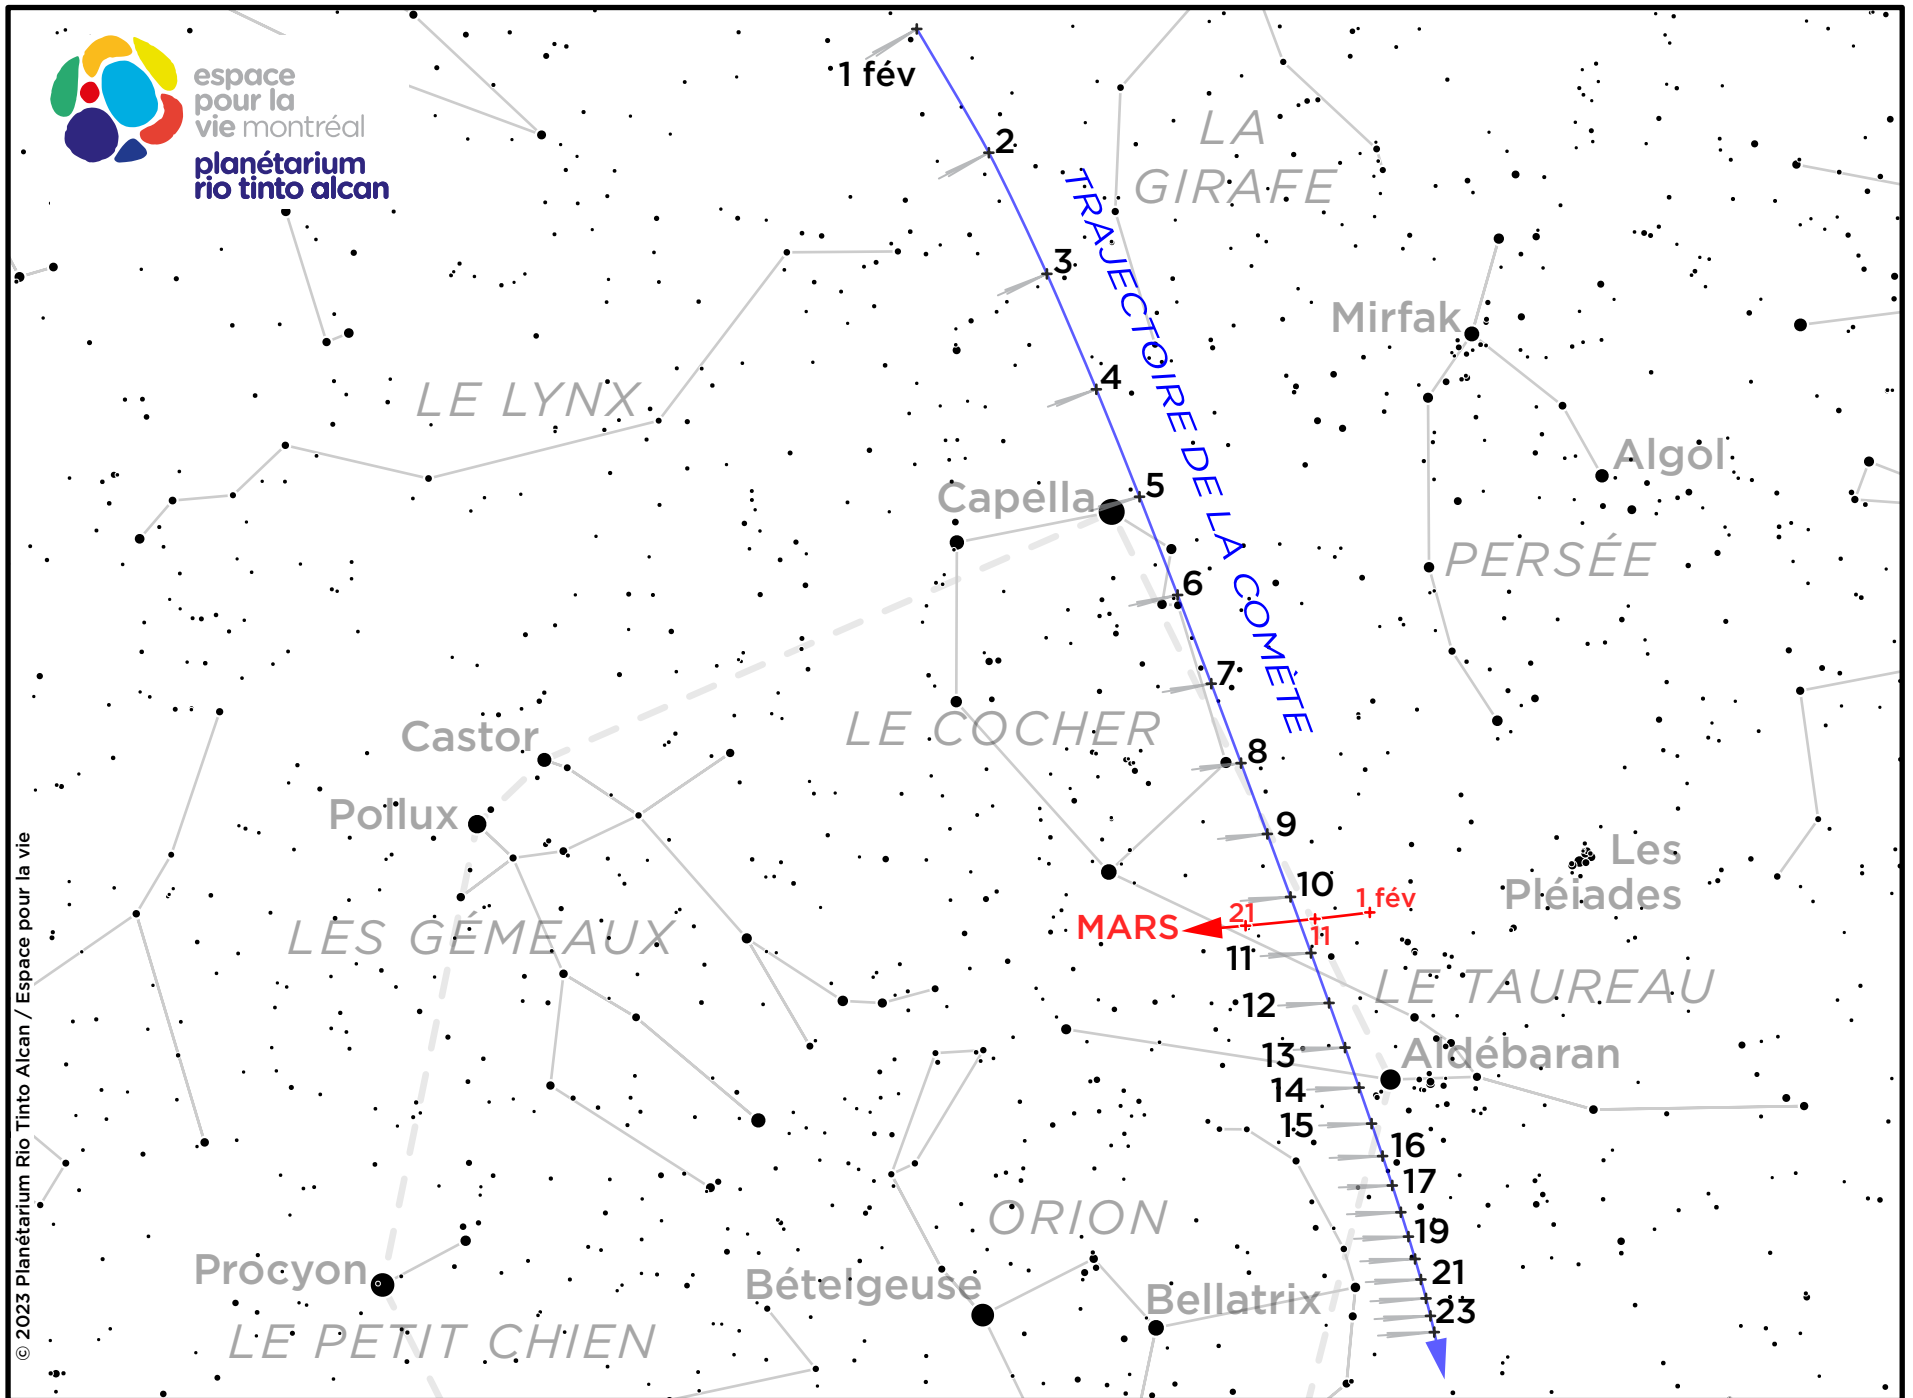 espace
pour la
vie montréal
planétarium
rio tinto alcan
1 fév
2
LA
GIRAFE
TRAJECTOIRE DE LA COMÈTE
3
Mirfak
4
LE LYNX
Algol
Capella
5
PERSÉE
6
7
LE COCHER
Castor
8
Pollux
9
Les
Pléiades
10
1 fév
21
MARS
11
11
LES GÉMEAUX
LE TAUREAU
12
13
Aldébaran
14
15
16
17
ORION
19
Procyon
21
Bételgeuse
Bellatrix
23
LE PETIT CHIEN
© 2023 Planétarium Rio Tinto Alcan / Espace pour la vie